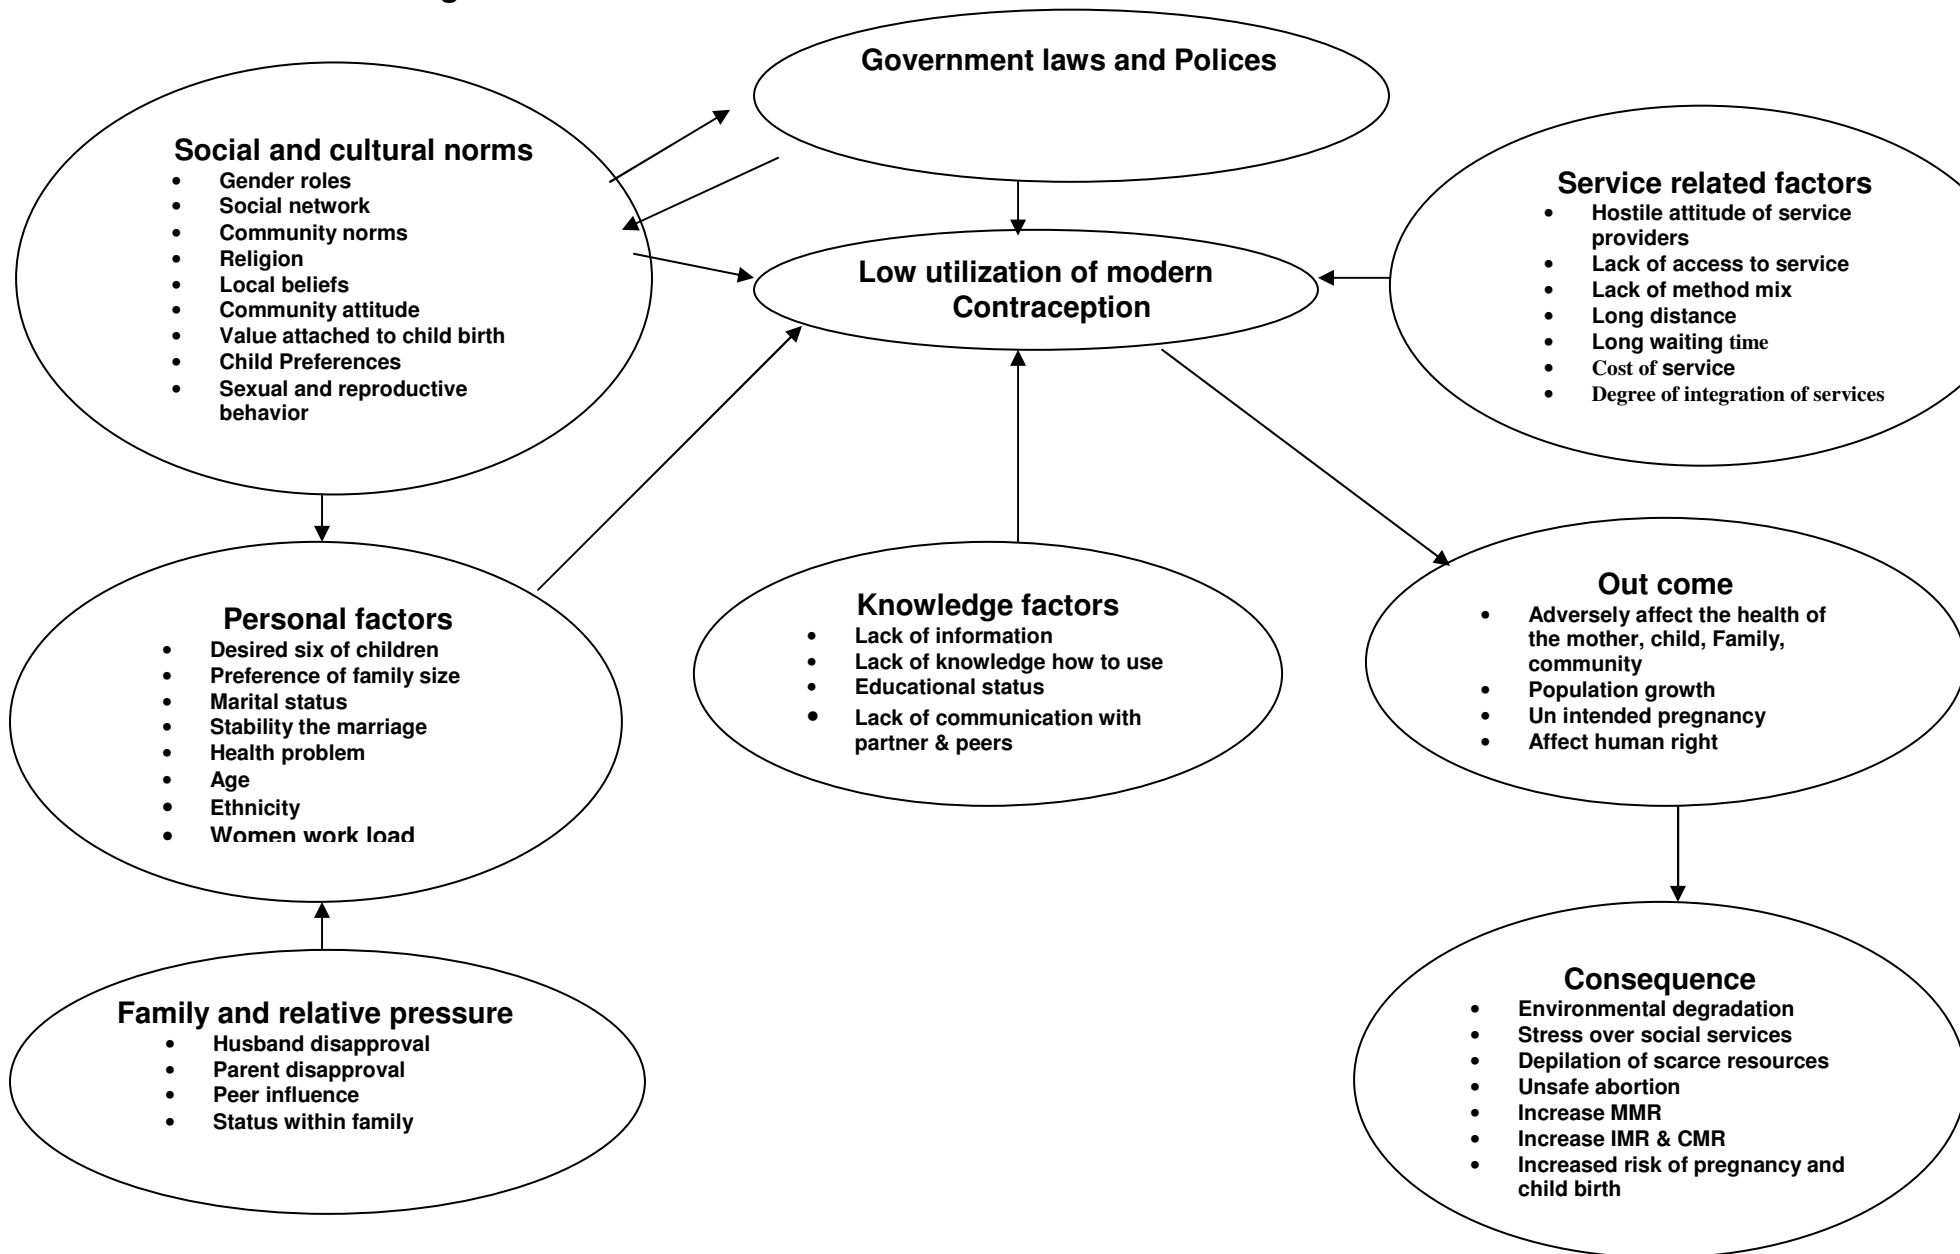 Government laws and Polices
Social and cultural norms
• Gender roles
• Social network
• Community norms
• Religion
• Local beliefs
• Community attitude
• Value attached to child birth
• Child Preferences
• Sexual and reproductive
behavior
Service related factors
• Hostile attitude of service
providers
• Lack of access to service
• Lack of method mix
• Long distance
• Long waiting time
• Cost of service
• Degree of integration of services
Low utilization of modern
Contraception
Personal factors
• Desired six of children
• Preference of family size
• Marital status
• Stability the marriage
• Health problem
• Age
• Ethnicity
• Women work load
Knowledge factors
• Lack of information
• Lack of knowledge how to use
• Educational status
• Lack of communication with
partner & peers
Out come
• Adversely affect the health of
the mother, child, Family,
community
• Population growth
• Un intended pregnancy
• Affect human right
Family and relative pressure
• Husband disapproval
• Parent disapproval
• Peer influence
• Status within family
Consequence
• Environmental degradation
• Stress over social services
• Depilation of scarce resources
• Unsafe abortion
• Increase MMR
• Increase IMR & CMR
• Increased risk of pregnancy and
child birth